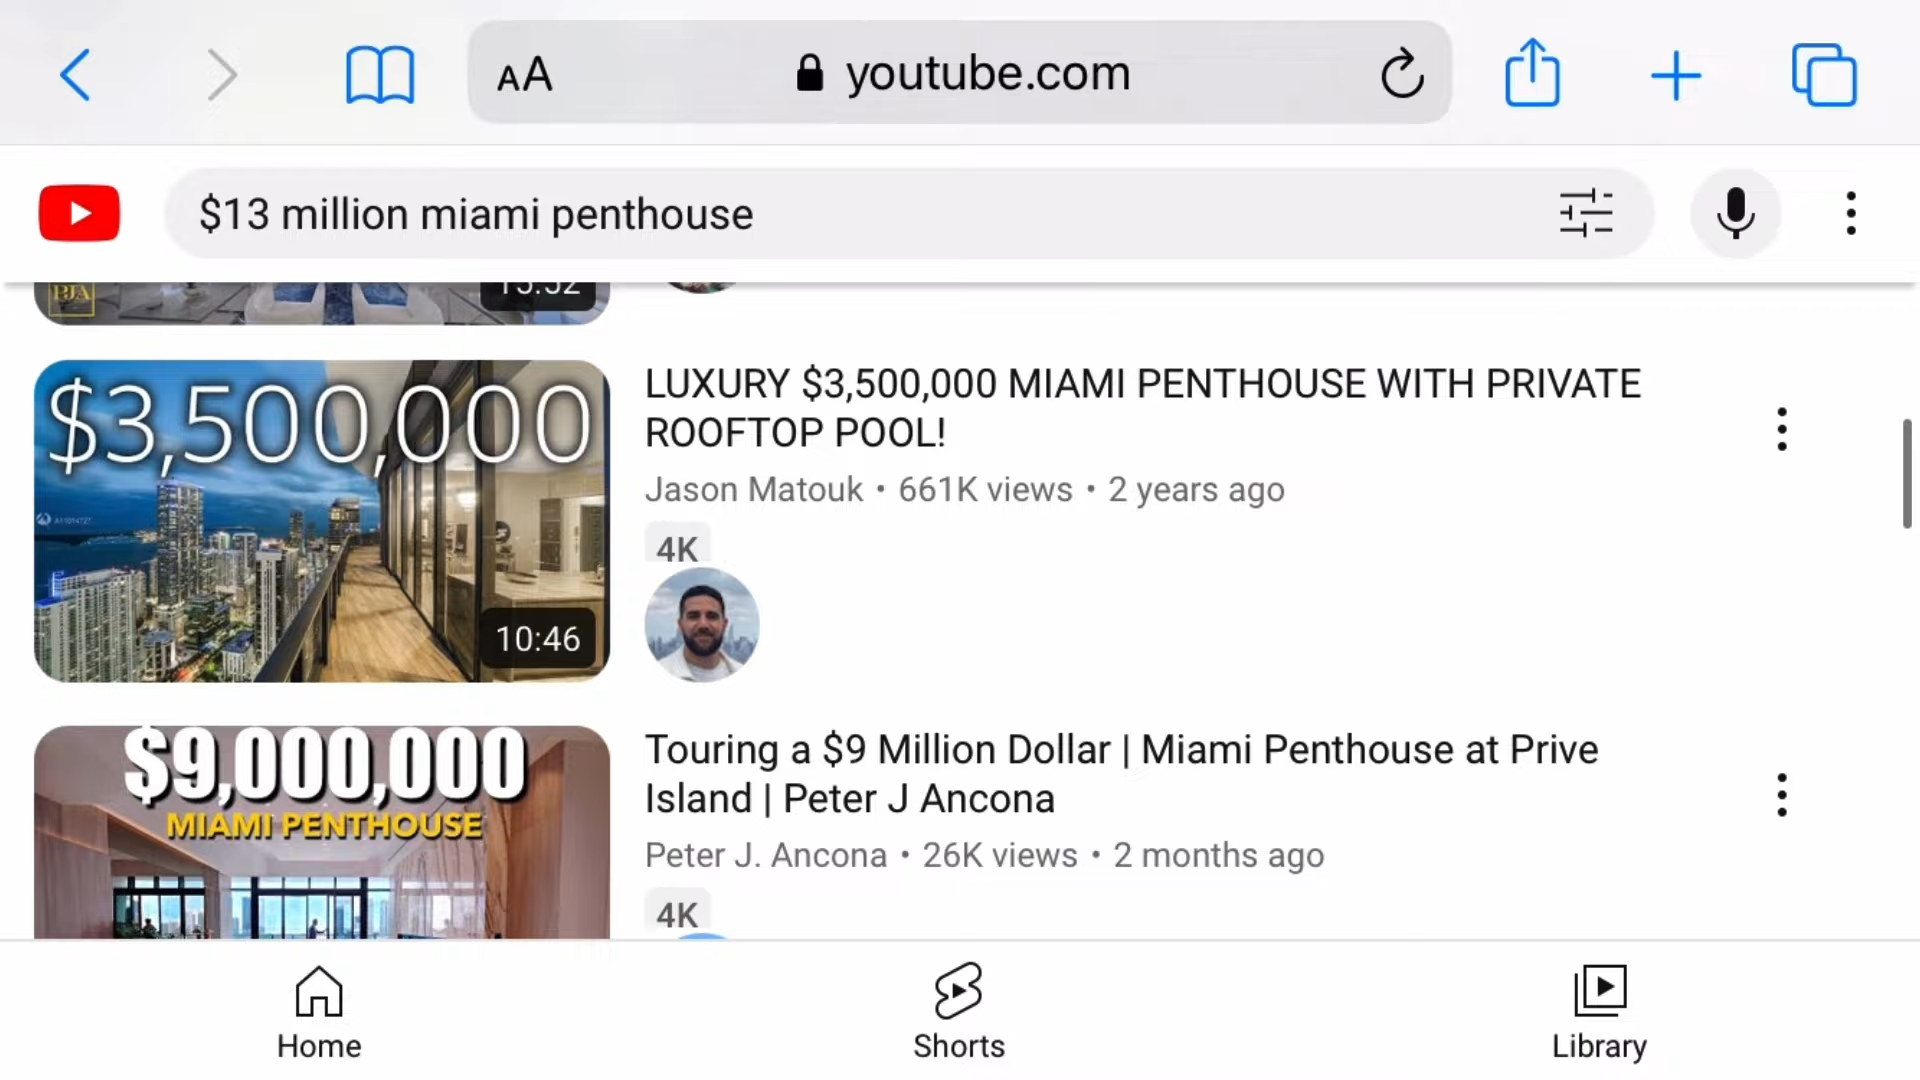 AA
youtube.com
$13 million miami penthouse
PJA
15:52
$3,500,000
10:46
LUXURY $3,500,000 MIAMI PENTHOUSE WITH PRIVATE
ROOFTOP POOL!
Jason Matouk • 661K views • 2 years ago
4K
$9,000,000
MIAMI PENTHOUSE
Touring a $9 Million Dollar | Miami Penthouse at Prive
Island | Peter J Ancona
Peter J. Ancona • 26K views • 2 months ago
4K
Home
Shorts
Library